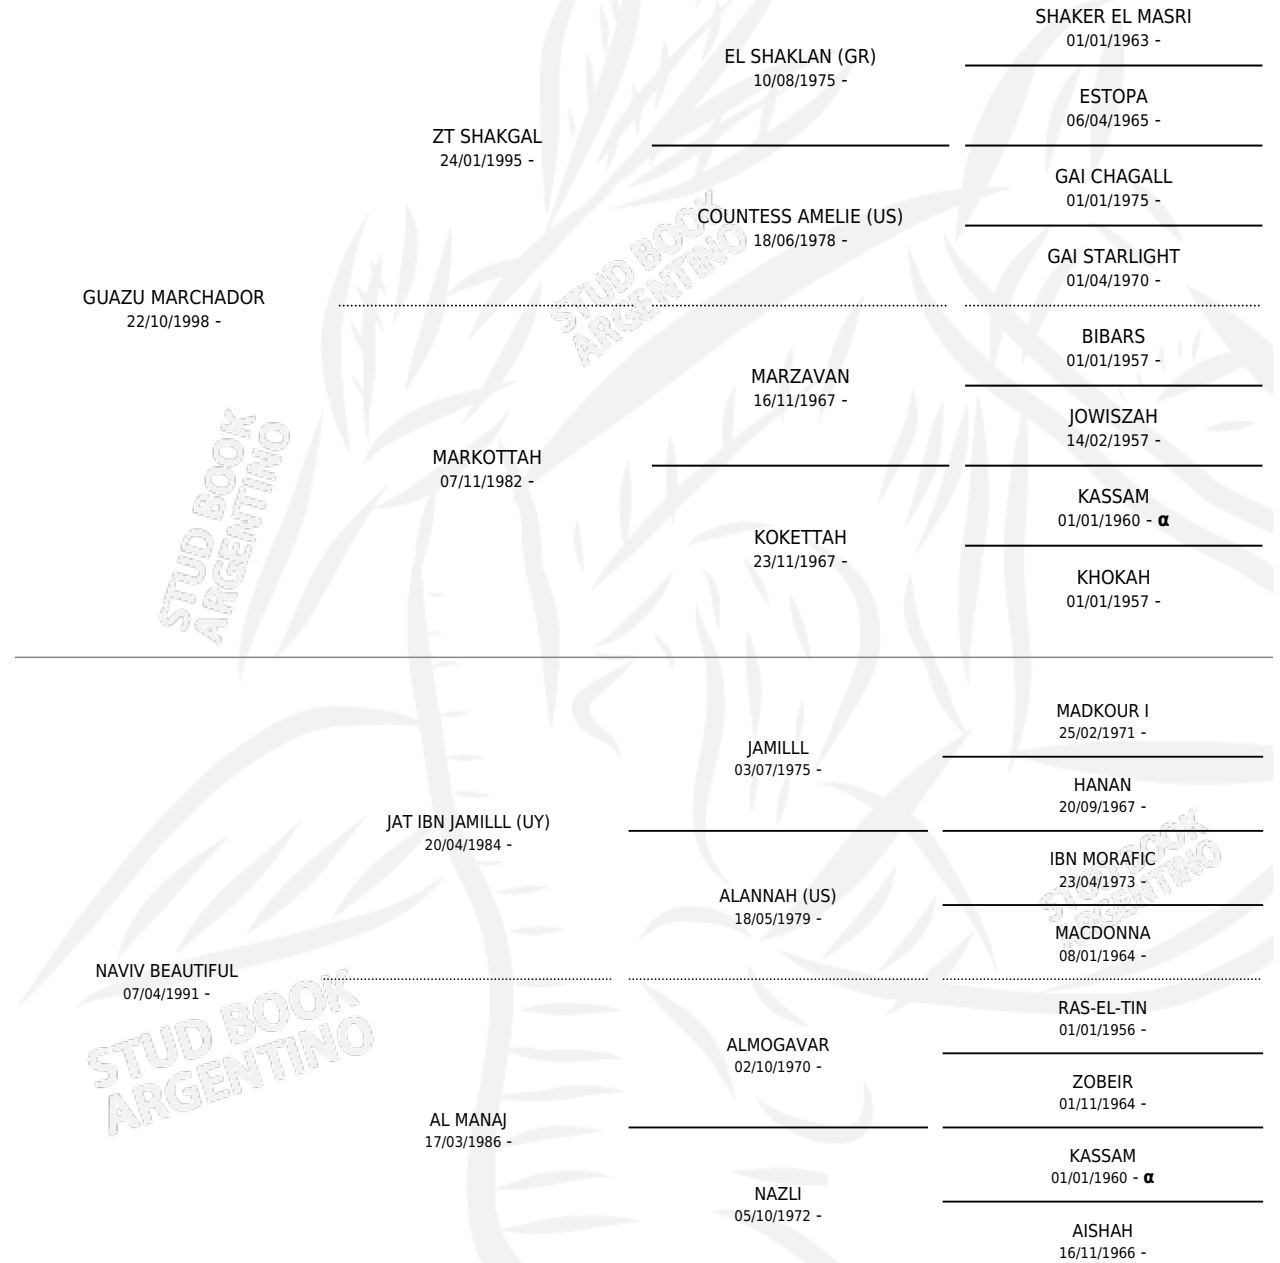 SHAKER EL MASRI
01/01/1963 -
EL SHAKLAN (GR)
10/08/1975 -
ESTOPA
06/04/1965 -
ZT SHAKGAL
24/01/1995 -
GAI CHAGALL
01/01/1975 -
COUNTESS AMELIE (US)
18/06/1978 -
GAI STARLIGHT
01/04/1970 -
GUAZU MARCHADOR
22/10/1998 -
BIBARS
01/01/1957 -
MARZAVAN
16/11/1967 -
JOWISZAH
14/02/1957 -
MARKOTTAH
07/11/1982 -
KASSAM
01/01/1960 - α
KOKETTAH
23/11/1967 -
KHOKAH
01/01/1957 -
MADKOUR I
25/02/1971 -
JAMILLL
03/07/1975 -
HANAN
20/09/1967 -
JAT IBN JAMILLL (UY)
20/04/1984 -
IBN MORAFIC
23/04/1973 -
ALANNAH (US)
18/05/1979 -
MACDONNA
08/01/1964 -
NAVIV BEAUTIFUL
07/04/1991 -
RAS-EL-TIN
01/01/1956 -
ALMOGAVAR
02/10/1970 -
ZOBEIR
01/11/1964 -
AL MANAJ
17/03/1986 -
KASSAM
01/01/1960 - α
NAZLI
05/10/1972 -
AISHAH
16/11/1966 -
STUD BOOK
ARGENTINO
STUD BOOK
ARGENTINO
STUD BOOK
ARGENTINO
STUD BOOK
ARGENTINO